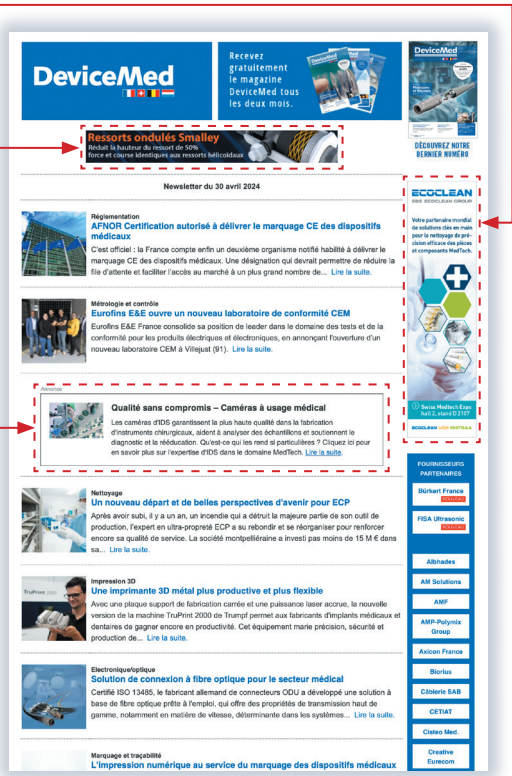 DeviceMed
Recevez
gratuitement
le magazine
DeviceMed tous
les deux mois.
DeviceMed
DÉCOUVREZ NOTRE
DERNIER NUMÉRO
Ressorts ondulés Smalley
Réduit la hauteur du ressort de 50%
force et course identiques aux ressorts hélicoïdaux
Newsletter du 30 avril 2024
Réglementation
AFNOR Certification autorisé à délivrer le marquage CE des dispositifs
médicaux
C'est officiel : la France compte enfin un deuxième organisme notifié habilité à délivrer le
marquage CE des dispositifs médicaux. Une désignation qui devrait permettre de réduire la
file d'attente et faciliter l'accès au marché à un plus grand nombre de... Lire la suite.
Métrologie et contrôle
Eurofins E&E ouvre un nouveau laboratoire de conformité CEM
Eurofins E&E France consolide sa position de leader dans le domaine des tests et de la
conformité pour les produits électriques et électroniques, en annonçant l'ouverture d'un
nouveau laboratoire CEM à Villejust (91). Lire la suite.
Annonce
Qualité sans compromis – Caméras à usage médical
Les caméras d'IDS garantissent la plus haute qualité dans la fabrication
d'instruments chirurgicaux, aident à analyser des échantillons et soutiennent le
diagnostic et la rééducation. Qu'est-ce qui les rend si particulières ? Cliquez ici pour
en savoir plus sur l'expertise d'IDS dans le domaine MedTech. Lire la suite.
Nettoyage
Un nouveau départ et de belles perspectives d'avenir pour ECP
Après avoir subi, il y a un an, un incendie qui a détruit la majeure partie de son outil de
production, l'expert en ultra-propreté ECP a su rebondir et se réorganiser pour renforcer
encore sa qualité de service. La société montpelliéraine a investi pas moins de 15 M € dans
sa... Lire la suite.
TruPrint 2000
Impression 3D
Une imprimante 3D métal plus productive et plus flexible
Avec une plaque support de fabrication carrée et une puissance laser accrue, la nouvelle
version de la machine TruPrint 2000 de Trumpf permet aux fabricants d'implants médicaux et
dentaires de gagner encore en productivité. Cet équipement marie précision, sécurité et
production de... Lire la suite.
Electronique/optique
Solution de connexion à fibre optique pour le secteur médical
Certifié ISO 13485, le fabricant allemand de connecteurs ODU a développé une solution à
base de fibre optique prête à l'emploi, qui offre des propriétés de transmission haut de
gamme, notamment en matière de vitesse, déterminante dans les systèmes... Lire la suite.
Marquage et traçabilité
L'impression numérique au service du marquage des dispositifs médicaux
ECOCLEAN
SBS ECOCLEAN GROUP
Votre partenaire mondial
de solutions clés en main
pour le nettoyage de pré-
cision efficace des pièces
et composants MedTech.
Swiss Medtech Expo
hall 2, stand D 2107
ECOCLEAN UCM MHITRAA
FOURNISSEURS
PARTENAIRES
Bürkert France
NOUVEAU
FISA Ultrasonic
NOUVEAU
Albhades
AM Solutions
AMF
AMP-Polymix
Group
Axicon France
Biorius
Câblerie SAB
CETIAT
Cisteo Med.
Creative
Eurecom